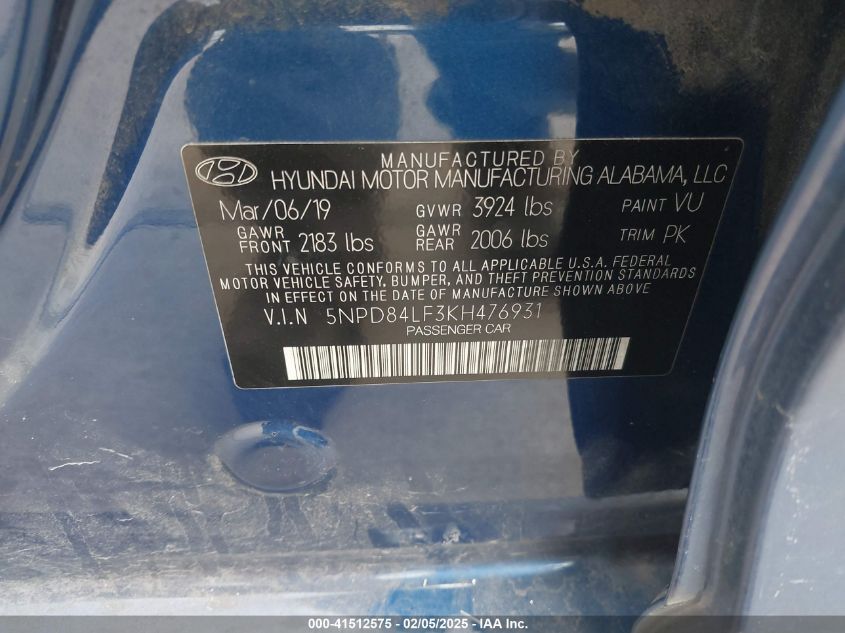 MANUFACTURED BY
HYUNDAI MOTOR MANUFACTURING ALABAMA, LLC
Mar/06/19 GVWR 3924 lbs PAINT VU
GAWR FRONT 2183 lbs GAWR REAR 2006 lbs TRIM PK
THIS VEHICLE CONFORMS TO ALL APPLICABLE U.S.A. FEDERAL
MOTOR VEHICLE SAFETY, BUMPER, AND THEFT PREVENTION STANDARDS
IN EFFECT ON THE DATE OF MANUFACTURE SHOWN ABOVE
V.I.N 5NPD84LF3KH476931
PASSENGER CAR
000-41512575 - 02/05/2025 - IAA Inc.